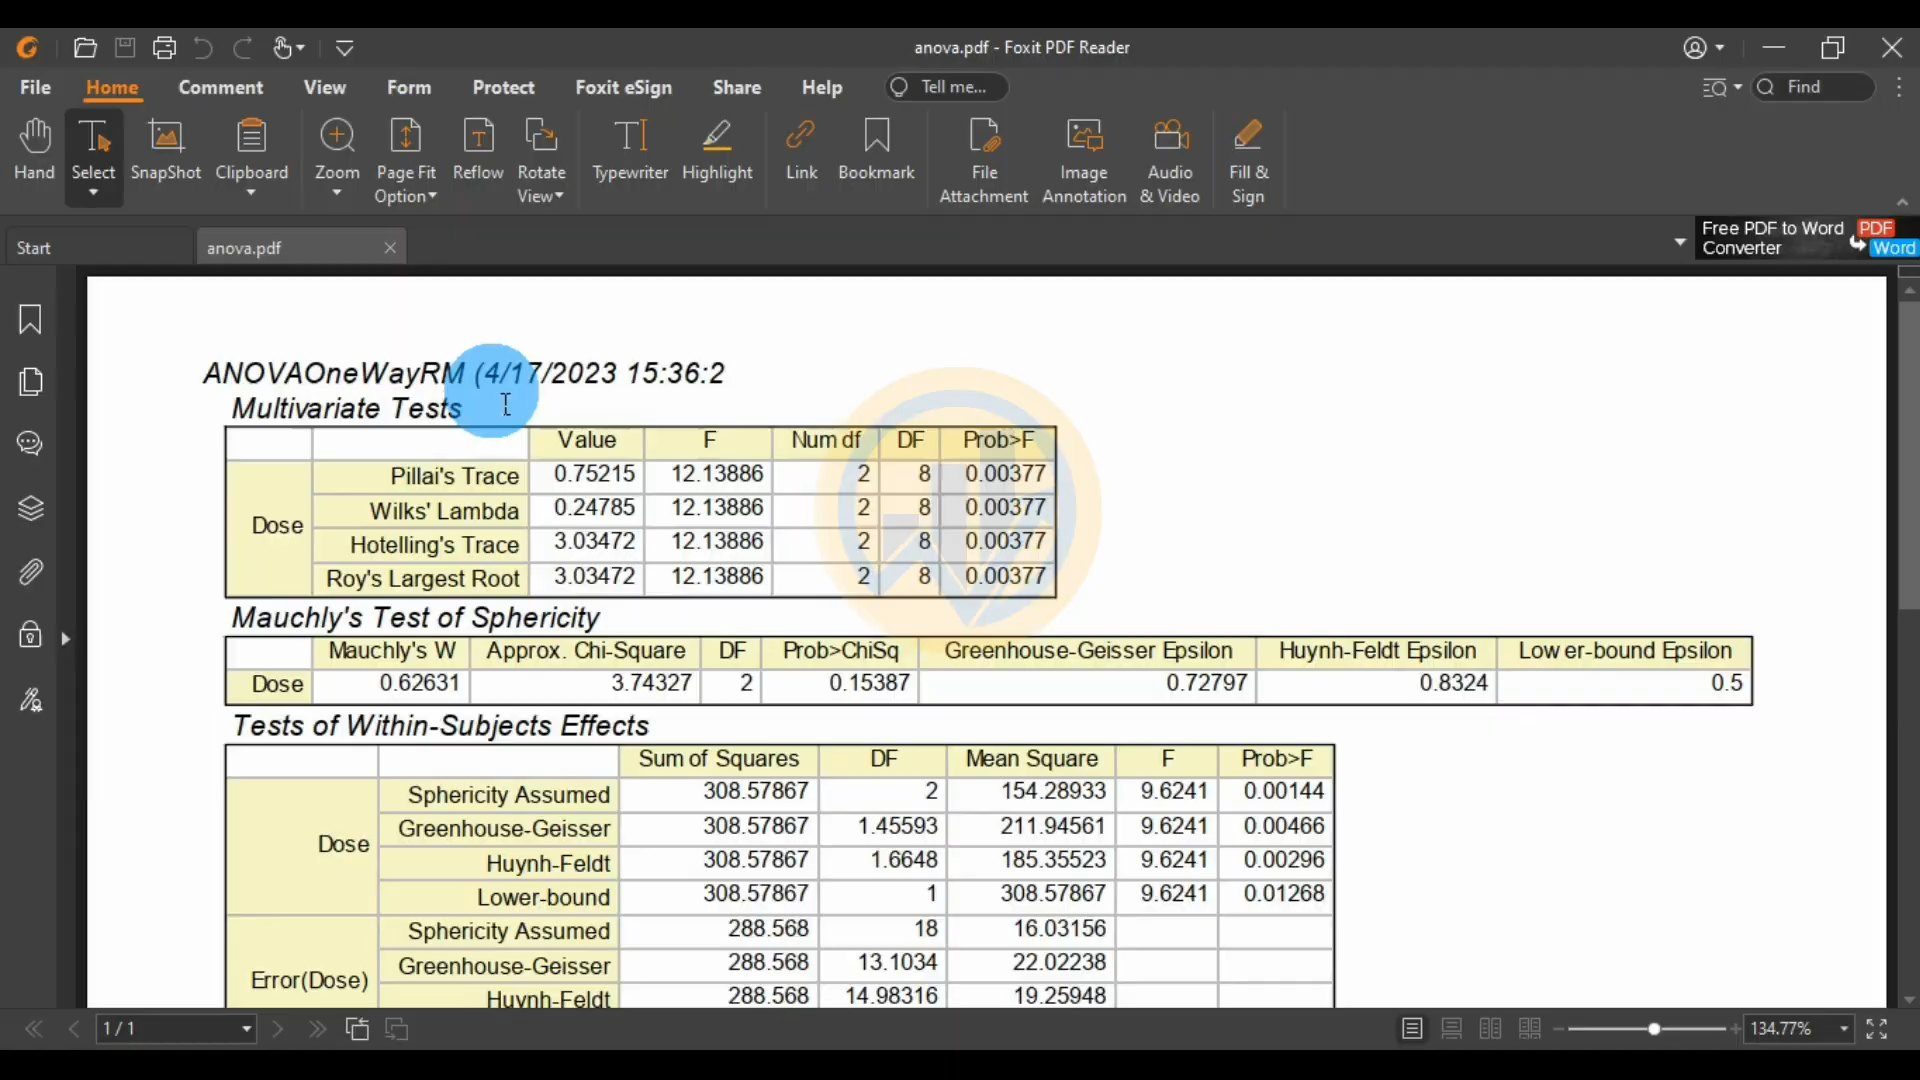 anova.pdf - Foxit PDF Reader
File Home Comment View Form Protect Foxit eSign Share Help Tell me... Find
Hand Select SnapShot Clipboard Zoom Page Fit Option Reflow Rotate View Typewriter Highlight Link Bookmark File Attachment Image Annotation Audio & Video Fill & Sign
Start anova.pdf
Free PDF to Word Converter PDF Word
ANOVAOneWayRM (4/17/2023 15:36:2
Multivariate Tests
Value F Num df DF Prob>F
Dose
Pillai's Trace 0.75215 12.13886 2 8 0.00377
Wilks' Lambda 0.24785 12.13886 2 8 0.00377
Hotelling's Trace 3.03472 12.13886 2 8 0.00377
Roy's Largest Root 3.03472 12.13886 2 8 0.00377
Mauchly's Test of Sphericity
Mauchly's W Approx. Chi-Square DF Prob>ChiSq Greenhouse-Geisser Epsilon Huynh-Feldt Epsilon Lower-bound Epsilon
Dose 0.62631 3.74327 2 0.15387 0.72797 0.8324 0.5
Tests of Within-Subjects Effects
Sum of Squares DF Mean Square F Prob>F
Dose
Sphericity Assumed 308.57867 2 154.28933 9.6241 0.00144
Greenhouse-Geisser 308.57867 1.45593 211.94561 9.6241 0.00466
Huynh-Feldt 308.57867 1.6648 185.35523 9.6241 0.00296
Lower-bound 308.57867 1 308.57867 9.6241 0.01268
Error(Dose)
Sphericity Assumed 288.568 18 16.03156
Greenhouse-Geisser 288.568 13.1034 22.02238
Huynh-Feldt 288.568 14.98316 19.25948
1 / 1
134.77%